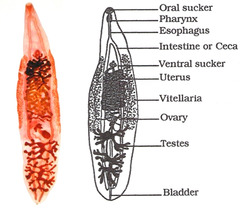 Oral sucker
Pharynx
Esophagus
Intestine or Ceca
Ventral sucker
Uterus
Vitellaria
Ovary
Testes
Bladder